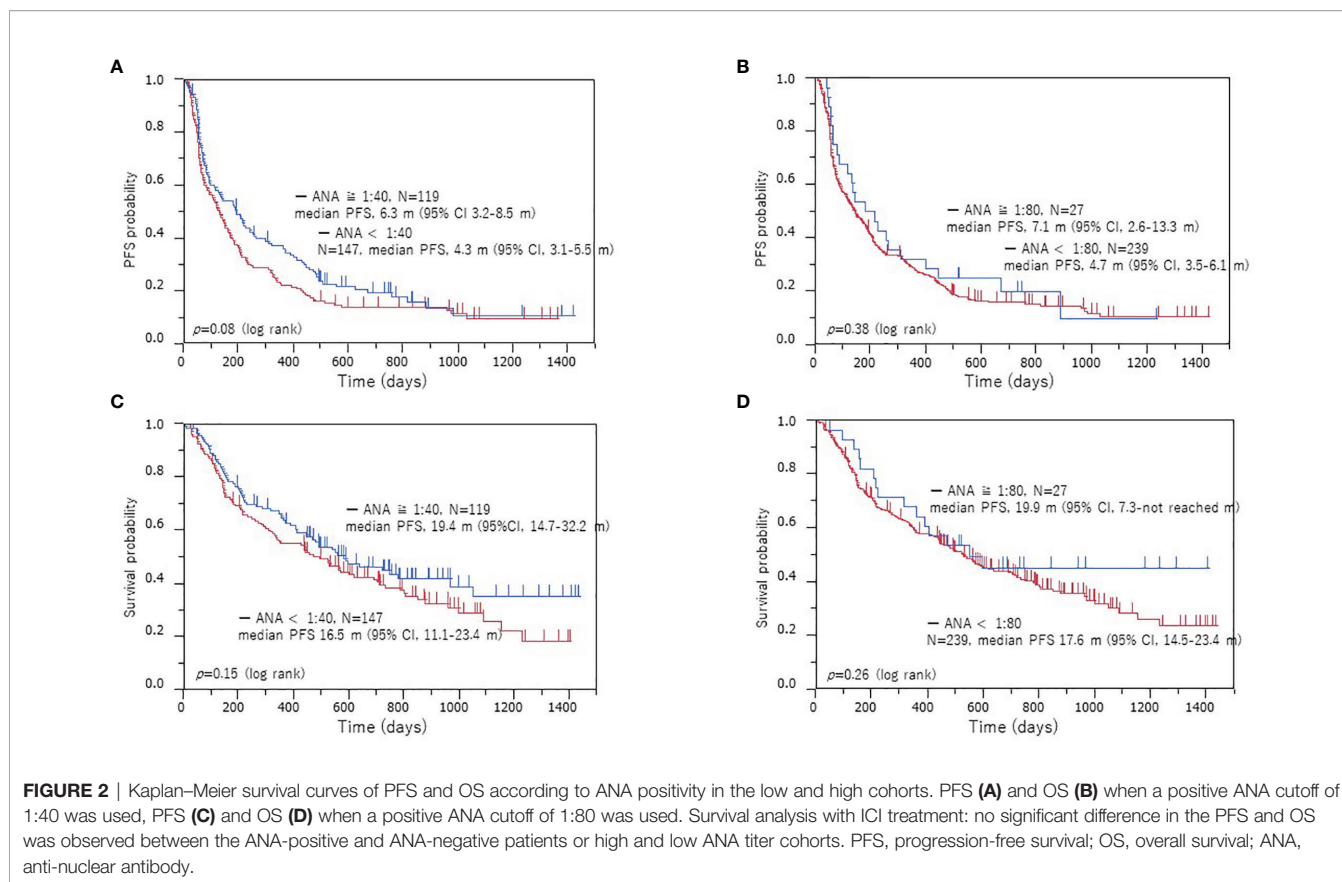 A
1.0
0.8
0.6
0.4
0.2
0.0
PFS probability
— ANA ≧ 1:40, N=119
median PFS, 6.3 m (95% CI 3.2-8.5 m)
— ANA < 1:40
N=147, median PFS, 4.3 m (95% CI, 3.1-5.5 m)
p=0.08 (log rank)
0 200 400 600 800 1000 1200 1400
Time (days)
B
1.0
0.8
0.6
0.4
0.2
0.0
PFS probability
— ANA ≧ 1:80, N=27
median PFS, 7.1 m (95% CI, 2.6-13.3 m)
— ANA < 1:80, N=239
median PFS, 4.7 m (95% CI, 3.5-6.1 m)
p=0.38 (log rank)
0 200 400 600 800 1000 1200 1400
Time (days)
C
1.0
0.8
0.6
0.4
0.2
0.0
Survival probability
— ANA ≧ 1:40, N=119
median PFS, 19.4 m (95%CI, 14.7-32.2 m)
— ANA < 1:40, N=147
median PFS 16.5 m (95% CI, 11.1-23.4 m)
p=0.15 (log rank)
0 200 400 600 800 1000 1200 1400
Time (days)
D
1.0
0.8
0.6
0.4
0.2
0.0
Survival probability
— ANA ≧ 1:80, N=27
median PFS, 19.9 m (95% CI, 7.3-not reached m)
— ANA < 1:80
N=239, median PFS 17.6 m (95% CI, 14.5-23.4 m)
p=0.26 (log rank)
0 200 400 600 800 1000 1200 1400
Time (days)
FIGURE 2 | Kaplan–Meier survival curves of PFS and OS according to ANA positivity in the low and high cohorts. PFS (A) and OS (B) when a positive ANA cutoff of
1:40 was used, PFS (C) and OS (D) when a positive ANA cutoff of 1:80 was used. Survival analysis with ICI treatment: no significant difference in the PFS and OS
was observed between the ANA-positive and ANA-negative patients or high and low ANA titer cohorts. PFS, progression-free survival; OS, overall survival; ANA,
anti-nuclear antibody.